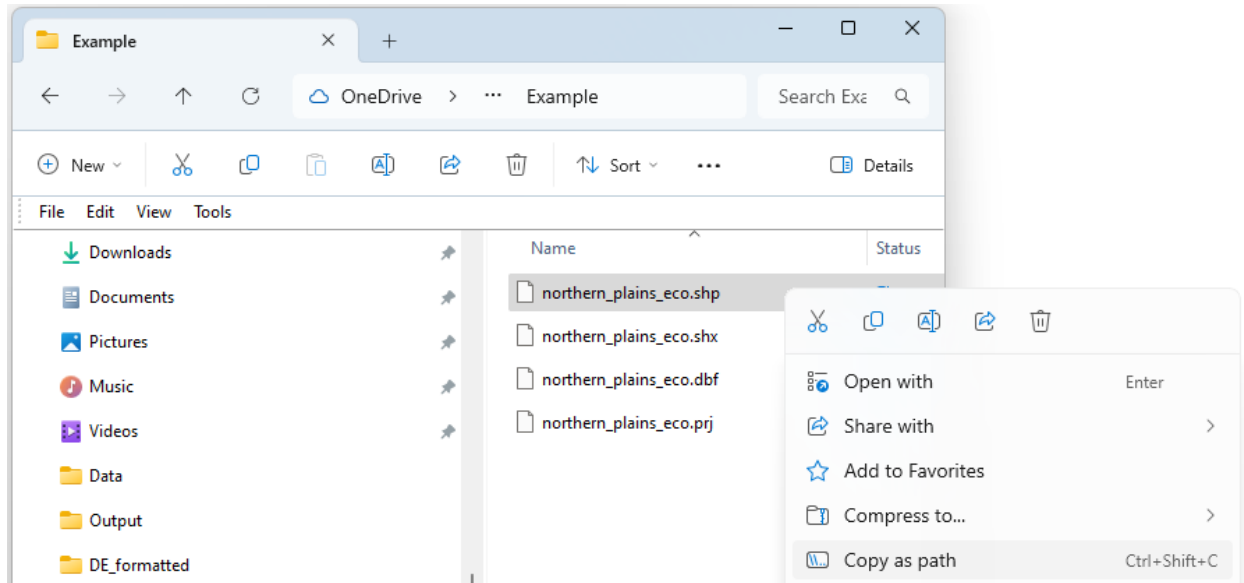 Example
OneDrive > ... Example
Search Exa
New
Sort
Details
File Edit View Tools
Downloads
Documents
Pictures
Music
Videos
Data
Output
DE_formatted
Name Status
northern_plains_eco.shp
northern_plains_eco.shx
northern_plains_eco.dbf
northern_plains_eco.prj
Open with Enter
Share with
Add to Favorites
Compress to...
Copy as path Ctrl+Shift+C